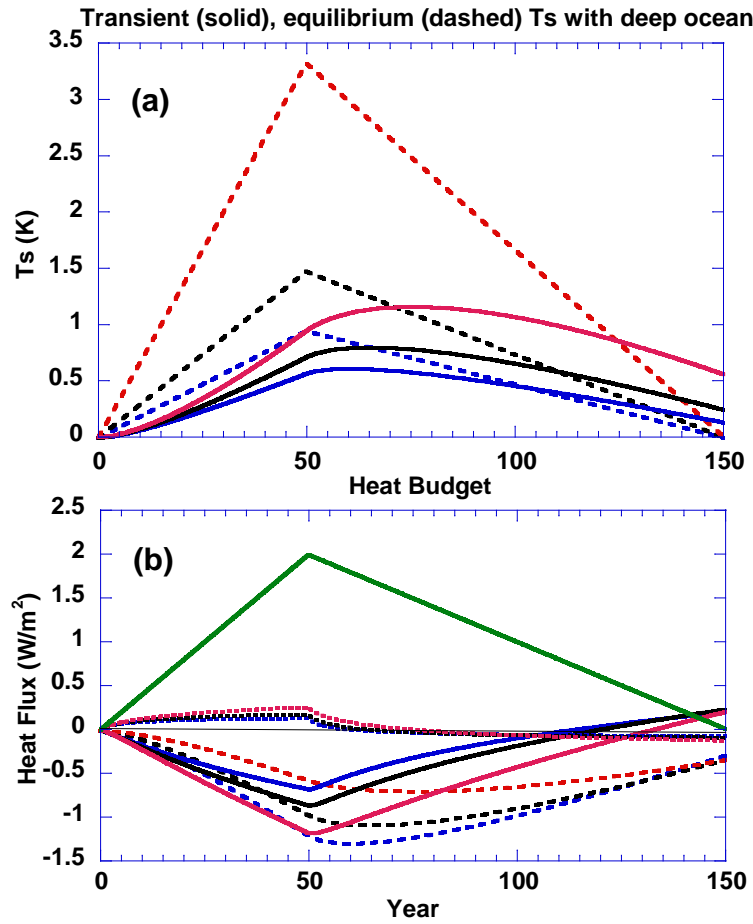 Transient (solid), equilibrium (dashed) Ts with deep ocean
3.5
(a)
3
2.5
2
Ts (K)
1.5
1
0.5
0
0 50 100 150
Heat Budget
2.5
(b)
2
1.5
1
Heat Flux (W/m²)
0.5
0
-0.5
-1
-1.5
0 50 100 150
Year